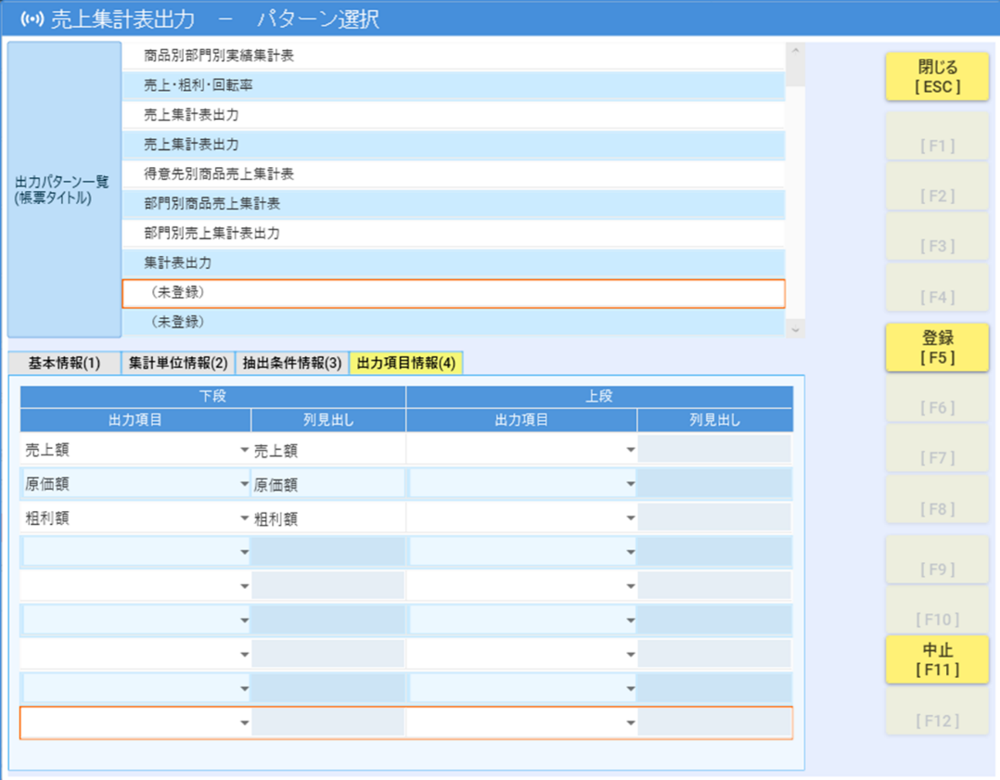 売上集計表出力 － パターン選択
出力パターン一覧
(帳票タイトル)
商品別部門別実績集計表
売上・粗利・回転率
売上集計表出力
売上集計表出力
得意先別商品売上集計表
部門別商品売上集計表
部門別売上集計表出力
集計表出力
（未登録）
（未登録）
基本情報(1) 集計単位情報(2) 抽出条件情報(3) 出力項目情報(4)
下段 上段
出力項目 列見出し 出力項目 列見出し
売上額 売上額
原価額 原価額
粗利額 粗利額
閉じる
[ ESC ]
[ F1 ]
[ F2 ]
[ F3 ]
[ F4 ]
登録
[ F5 ]
[ F6 ]
[ F7 ]
[ F8 ]
[ F9 ]
[ F10 ]
中止
[ F11 ]
[ F12 ]